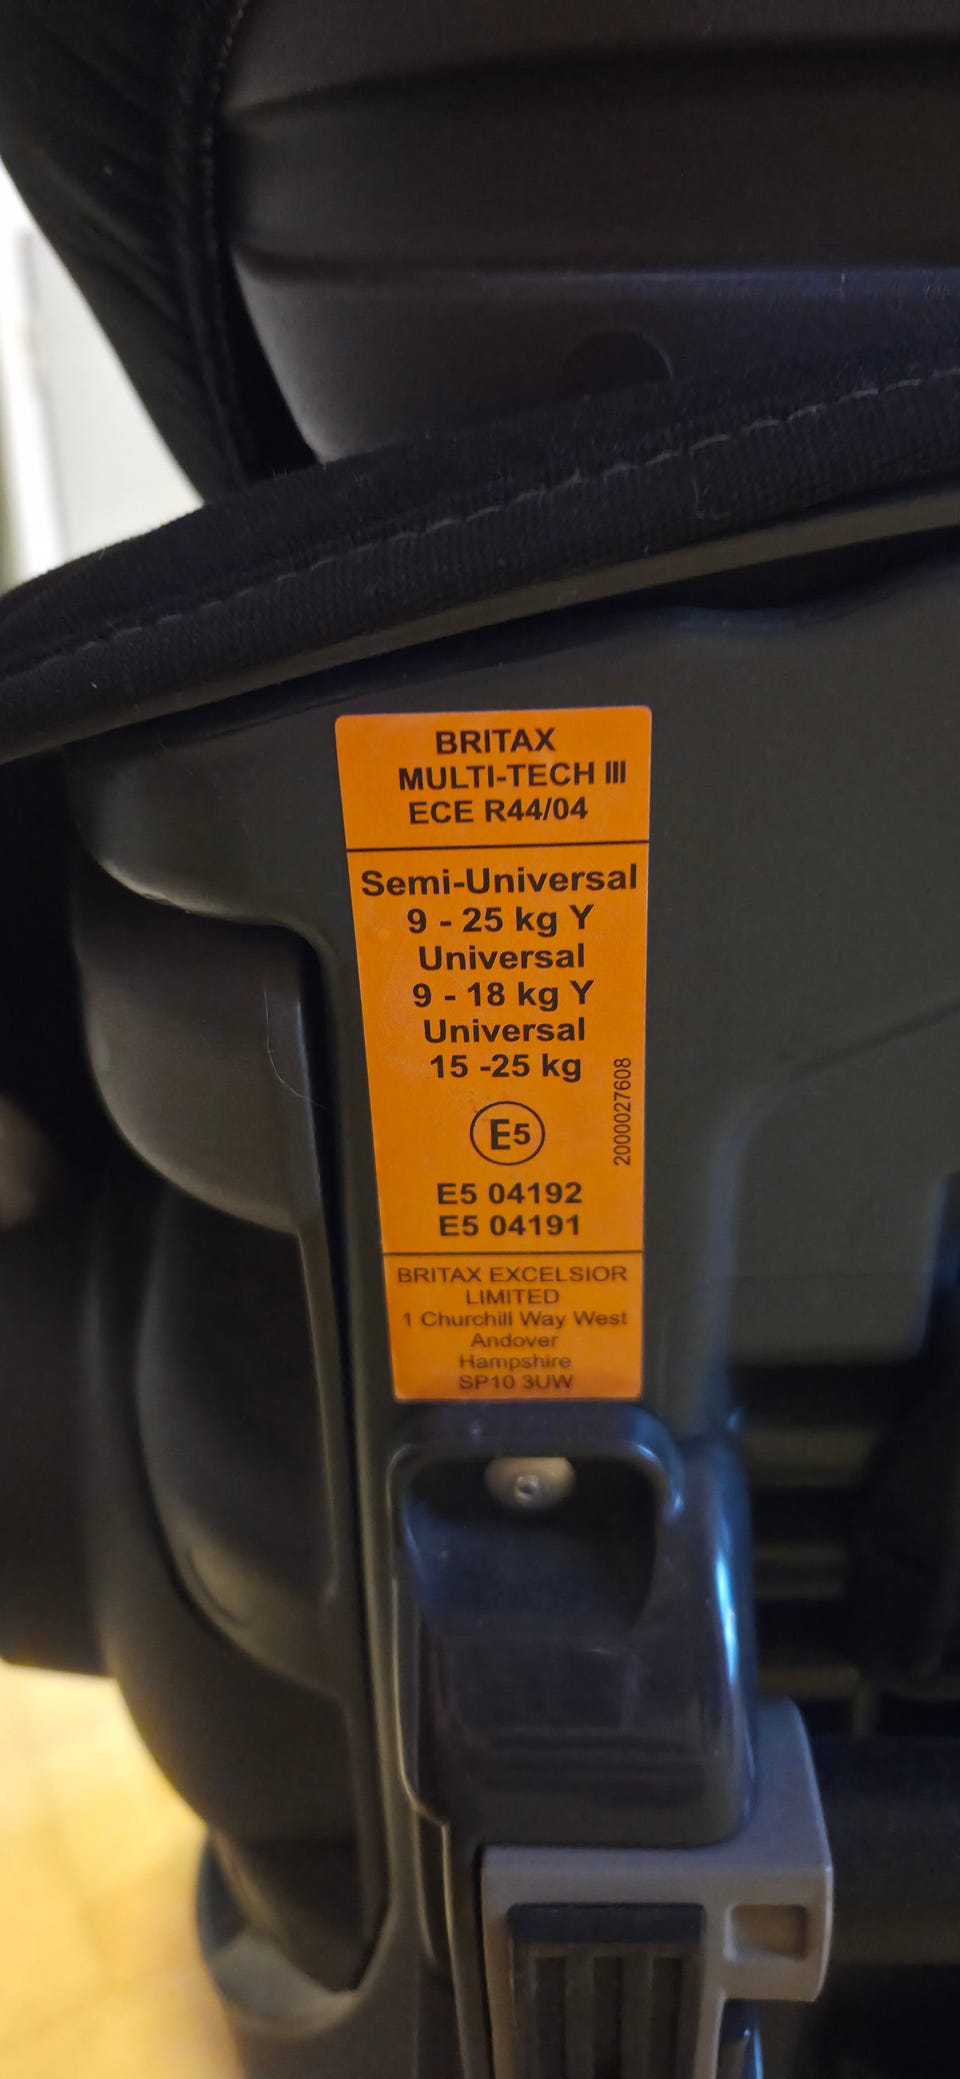 BRITAX
MULTI-TECH III
ECE R44/04
Semi-Universal
9 - 25 kg Y
Universal
9 - 18 kg Y
Universal
15 -25 kg
E5
2000027608
E5 04192
E5 04191
BRITAX EXCELSIOR
LIMITED
1 Churchill Way West
Andover
Hampshire
SP10 3UW